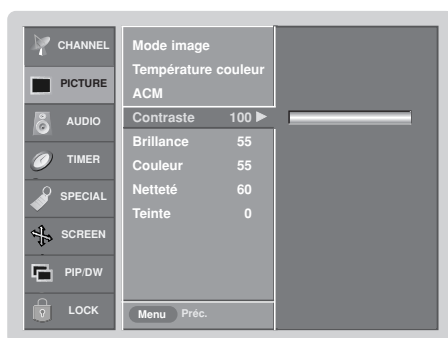 CHANNEL
PICTURE
AUDIO
TIMER
SPECIAL
SCREEN
PIP/DW
LOCK
Mode image
Température couleur
ACM
Contraste 100
Brillance 55
Couleur 55
Netteté 60
Teinte 0
Menu Préc.